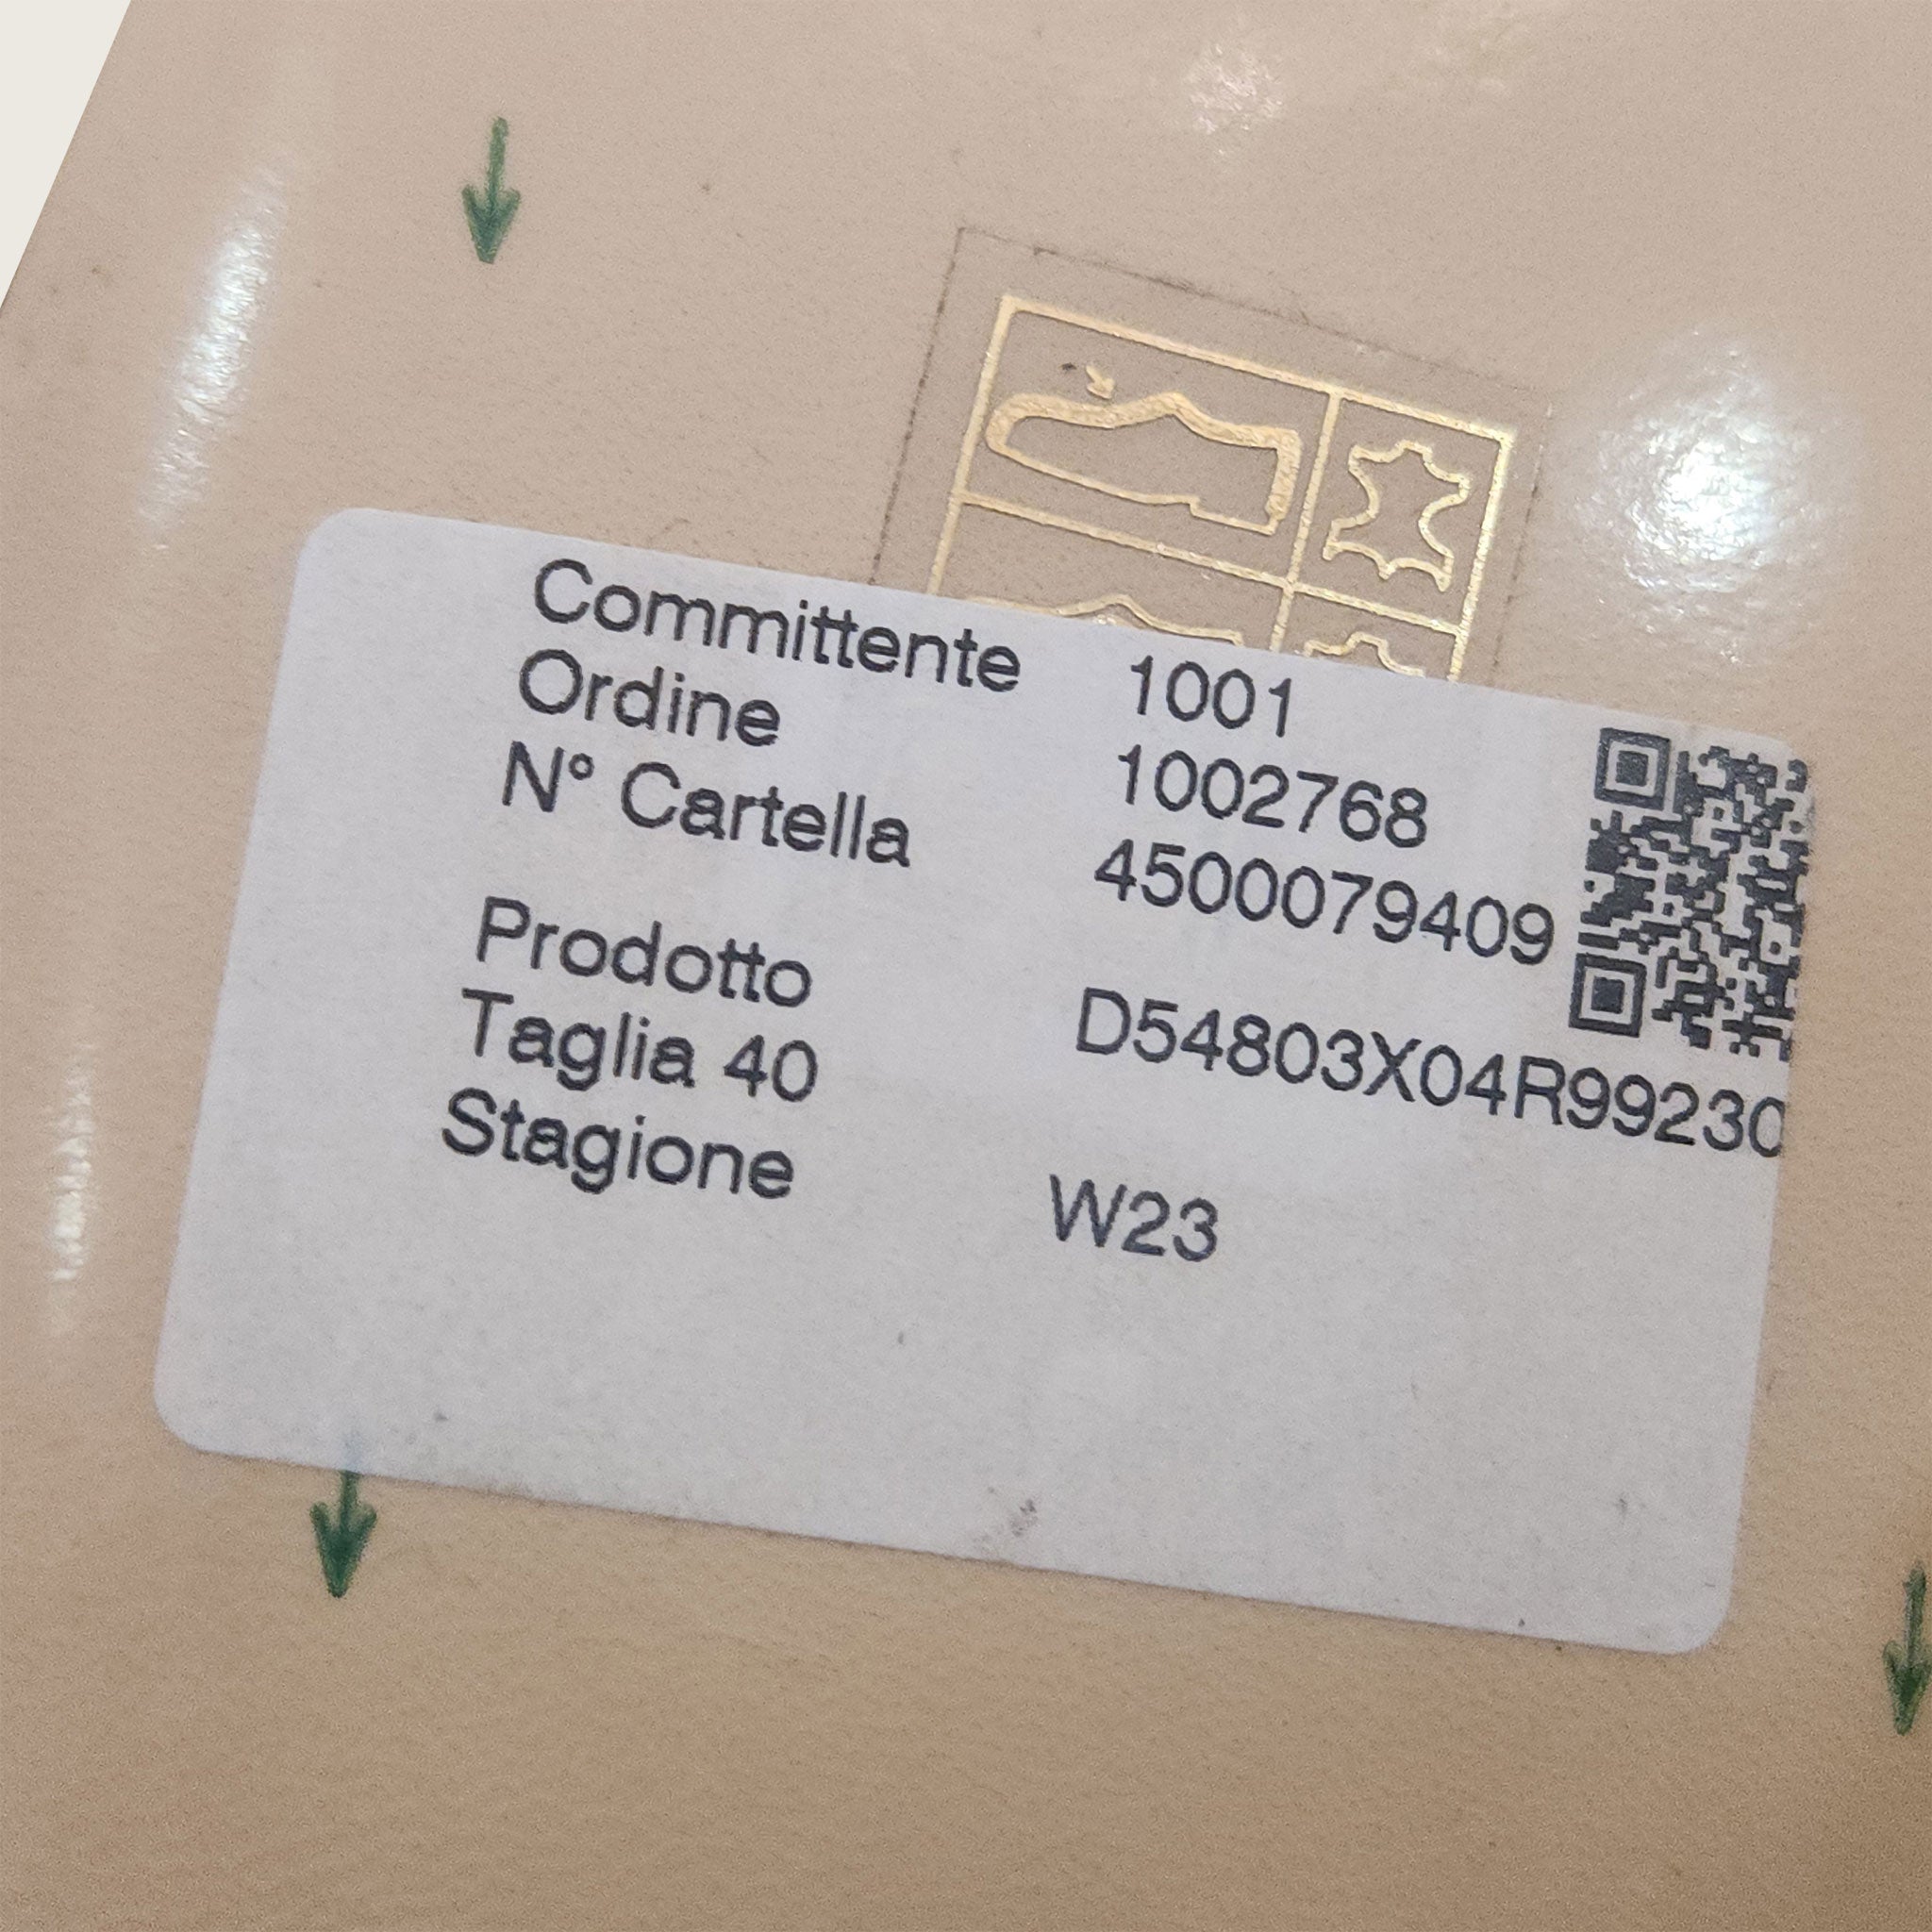 Committente 1001
Ordine 1002768
N° Cartella 4500079409
Prodotto D54803X04R99230
Taglia 40
Stagione W23